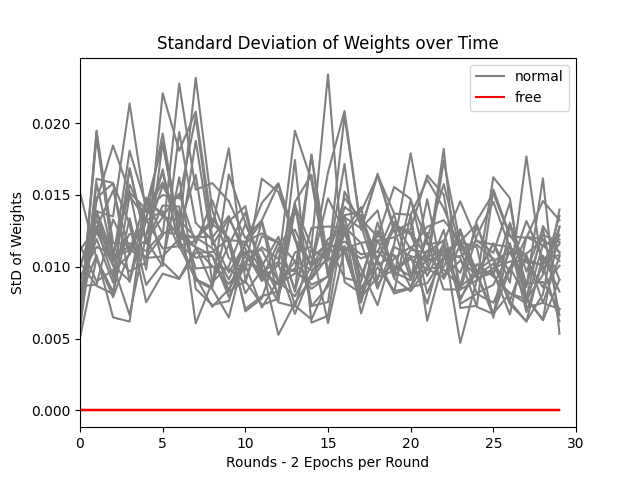 Standard Deviation of Weights over Time
normal
free
StD of Weights
0.020
0.015
0.010
0.005
0.000
0 5 10 15 20 25 30
Rounds - 2 Epochs per Round